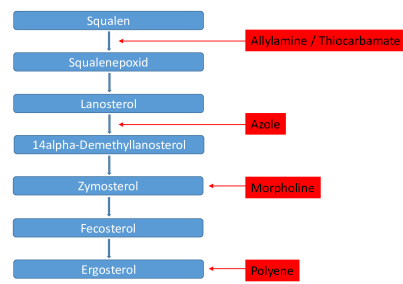 Squalen
Allylamine / Thiocarbamate
Squalenepoxid
Lanosterol
Azole
14alpha-Demethyllanosterol
Zymosterol
Morpholine
Fecosterol
Ergosterol
Polyene